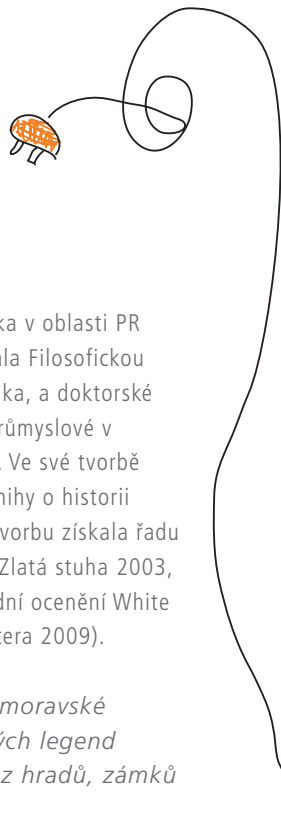 ka v oblasti PR
ala Filosofickou
ka, a doktorské
růmyslové v
. Ve své tvorbě
nihy o historii
tvorbu získala řadu
Zlatá stuha 2003,
dní ocenění White
tera 2009).
moravské
ých legend
z hradů, zámků